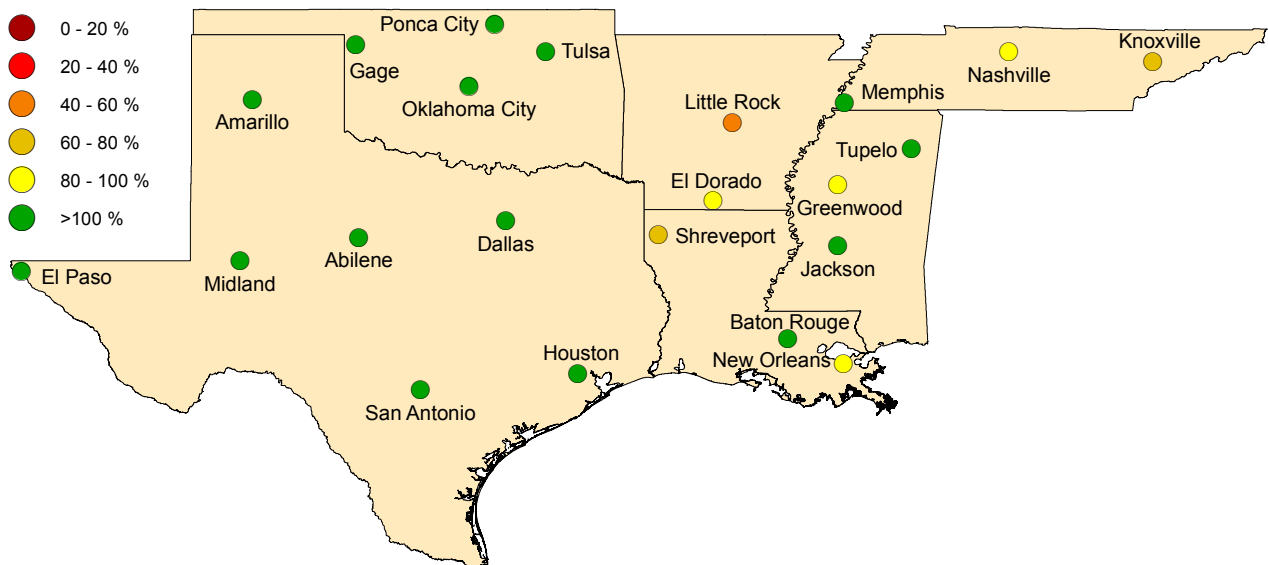 0 - 20 %
20 - 40 %
40 - 60 %
60 - 80 %
80 - 100 %
>100 %
Ponca City
Tulsa
Gage
Oklahoma City
Amarillo
Knoxville
Nashville
Memphis
Little Rock
Tupelo
El Dorado
Greenwood
Shreveport
Jackson
Dallas
Abilene
Midland
El Paso
Baton Rouge
New Orleans
Houston
San Antonio